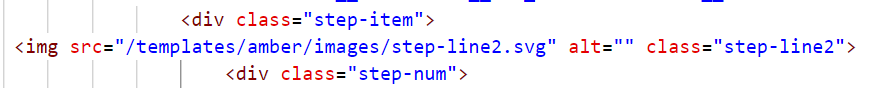 <div class="step-item">
<img src="/templates/amber/images/step-line2.svg" alt="" class="step-line2">
<div class="step-num">